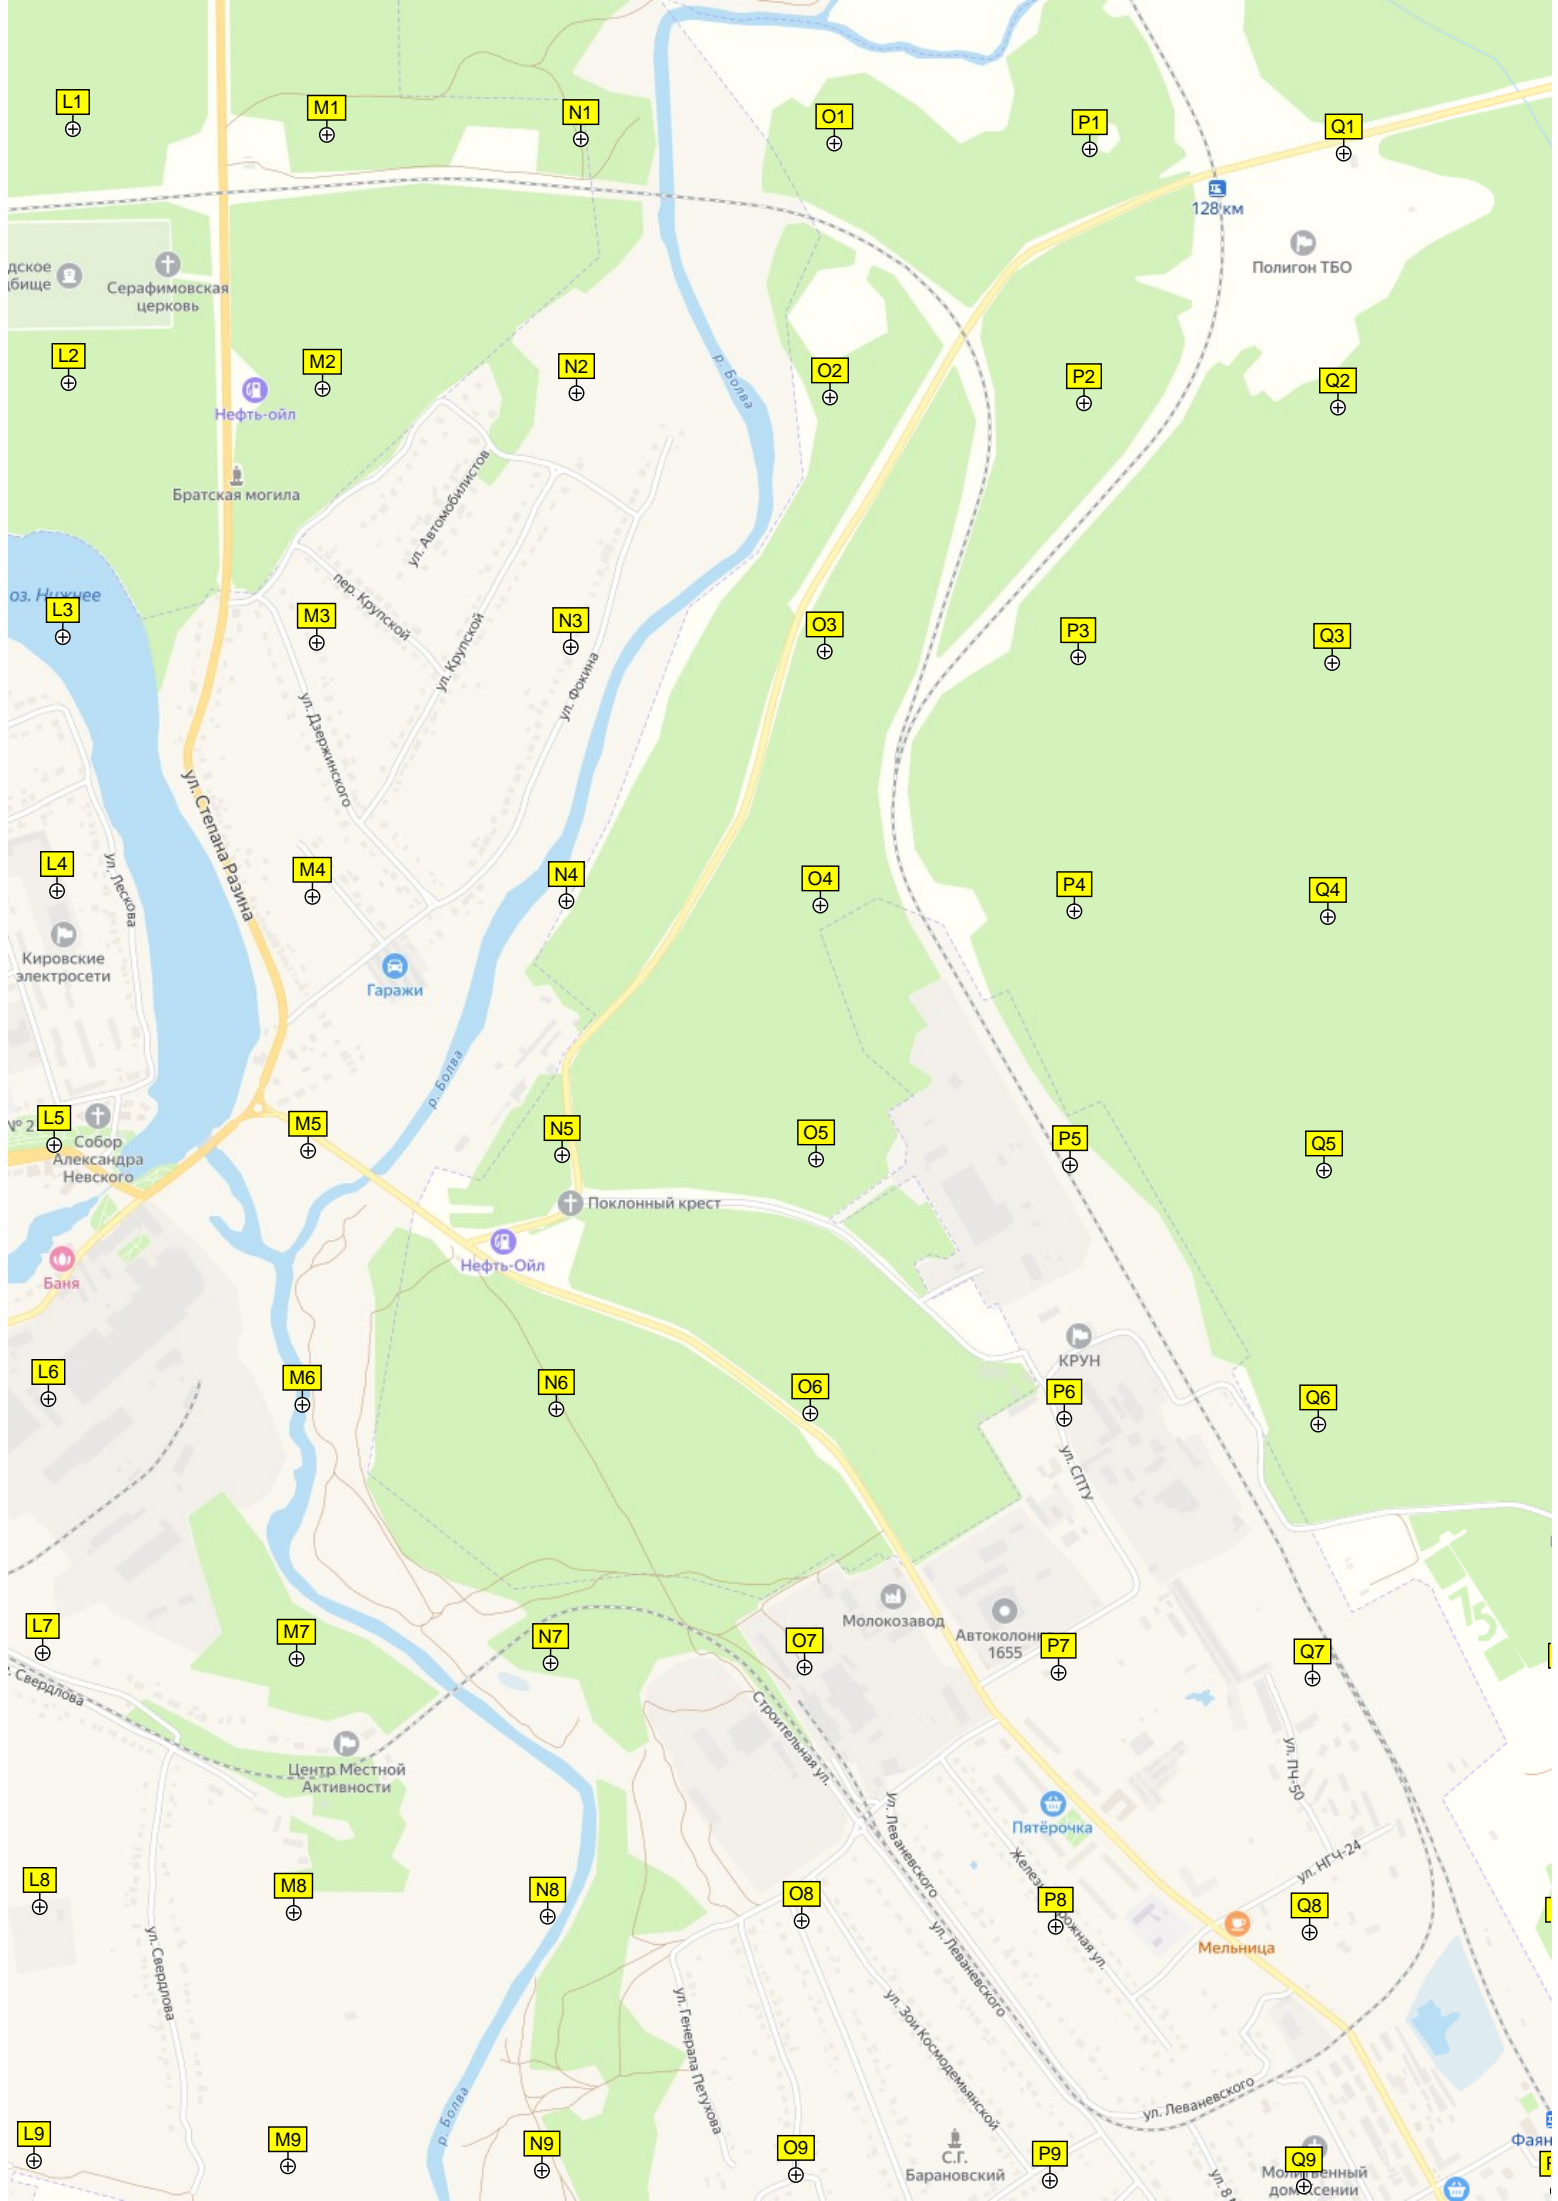 L1
M1
N1
O1
P1
Q1
128 км
Полигон ТБО
дское
бище
Серафимовская
церковь
L2
M2
N2
O2
P2
Q2
р. Болва
Нефть-ойл
Братская могила
ул. Автомобилистов
пер. Крупской
ул. Крупской
ул. Фокина
оз. Нижнее
L3
M3
N3
O3
P3
Q3
ул. Дзержинского
ул. Степана Разина
ул. Лескова
L4
M4
N4
O4
P4
Q4
Кировские
электросети
Гаражи
р. Болва
№ 2
L5
M5
N5
O5
P5
Q5
Собор
Александра
Невского
Поклонный крест
Нефть-Ойл
Баня
КРУН
L6
M6
N6
O6
P6
Q6
ул. СПТУ
Молокозавод
Автоколонн
1655
75
L7
M7
N7
O7
P7
Q7
Свердлова
Строительная ул.
Центр Местной
Активности
ул. ПЧ-50
Пятёрочка
ул. Леваневского
ул. НГЧ-24
L8
M8
N8
O8
P8
Q8
ул. Свердлова
ул. Леваневского
Мельница
ул. Генерала Петухова
ул. Зои Космодемьянской
р. Болва
ул. Леваневского
L9
M9
N9
O9
P9
Q9
С.Г.
Барановский
Фаян